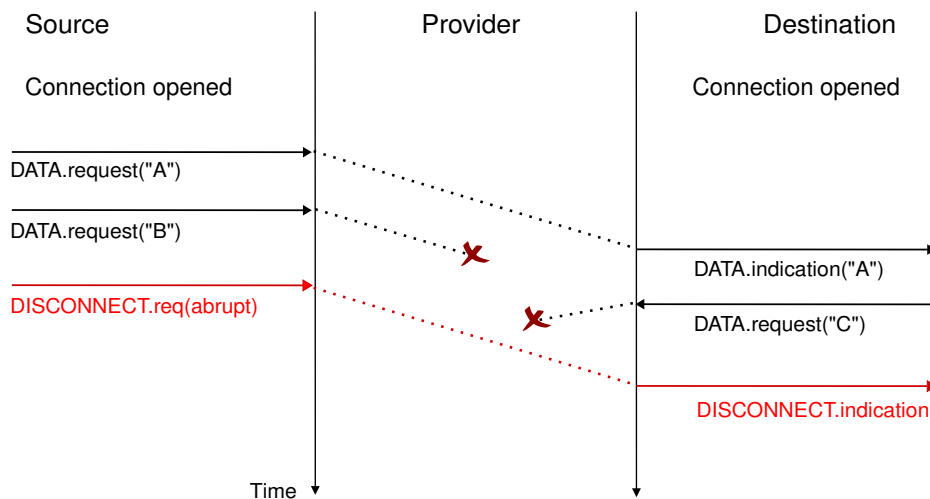 Source
Provider
Destination
Connection opened
Connection opened
DATA.request("A")
DATA.request("B")
DATA.indication("A")
DISCONNECT.req(abrupt)
DATA.request("C")
DISCONNECT.indication
Time